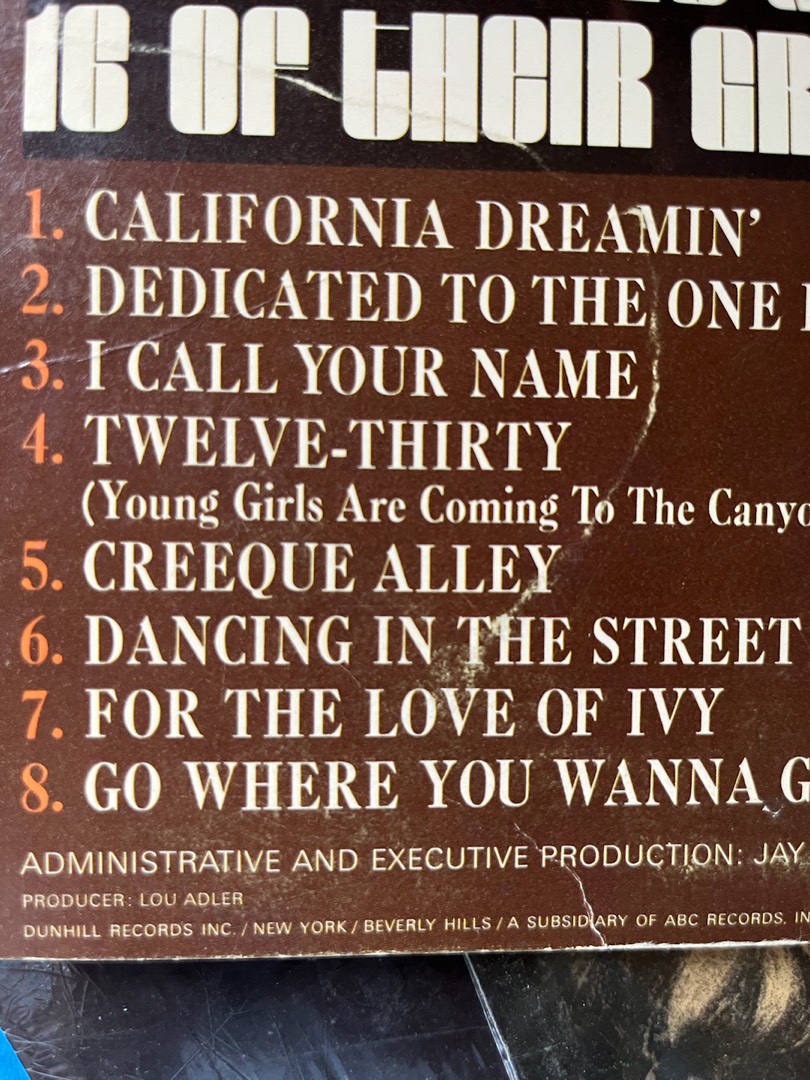 16 OF THEIR GR
1. CALIFORNIA DREAMIN'
2. DEDICATED TO THE ONE
3. I CALL YOUR NAME
4. TWELVE-THIRTY
(Young Girls Are Coming To The Canyo
5. CREEQUE ALLEY
6. DANCING IN THE STREET
7. FOR THE LOVE OF IVY
8. GO WHERE YOU WANNA G
ADMINISTRATIVE AND EXECUTIVE PRODUCTION: JAY
PRODUCER: LOU ADLER
DUNHILL RECORDS INC. / NEW YORK / BEVERLY HILLS / A SUBSIDIARY OF ABC RECORDS, IN